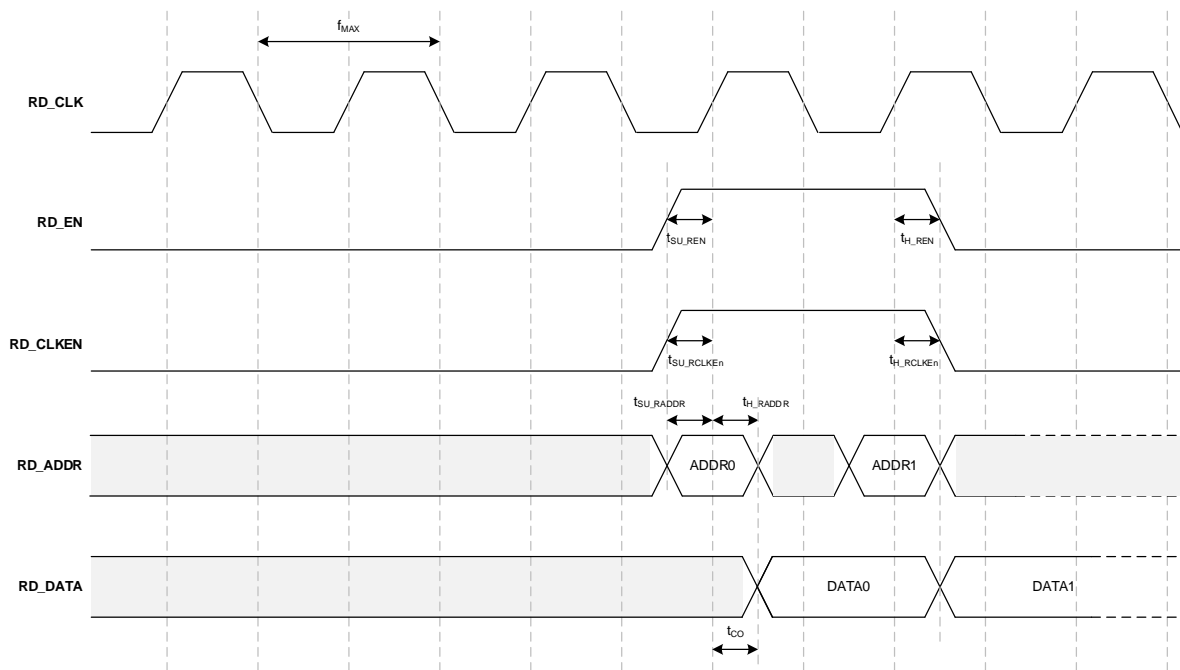 fMAX
RD_CLK
RD_EN
tSU_REN
tH_REN
RD_CLKEN
tSU_RCLKEn
tH_RCLKEn
tSU_RADDR
tH_RADDR
RD_ADDR
ADDR0
ADDR1
RD_DATA
DATA0
DATA1
tCO